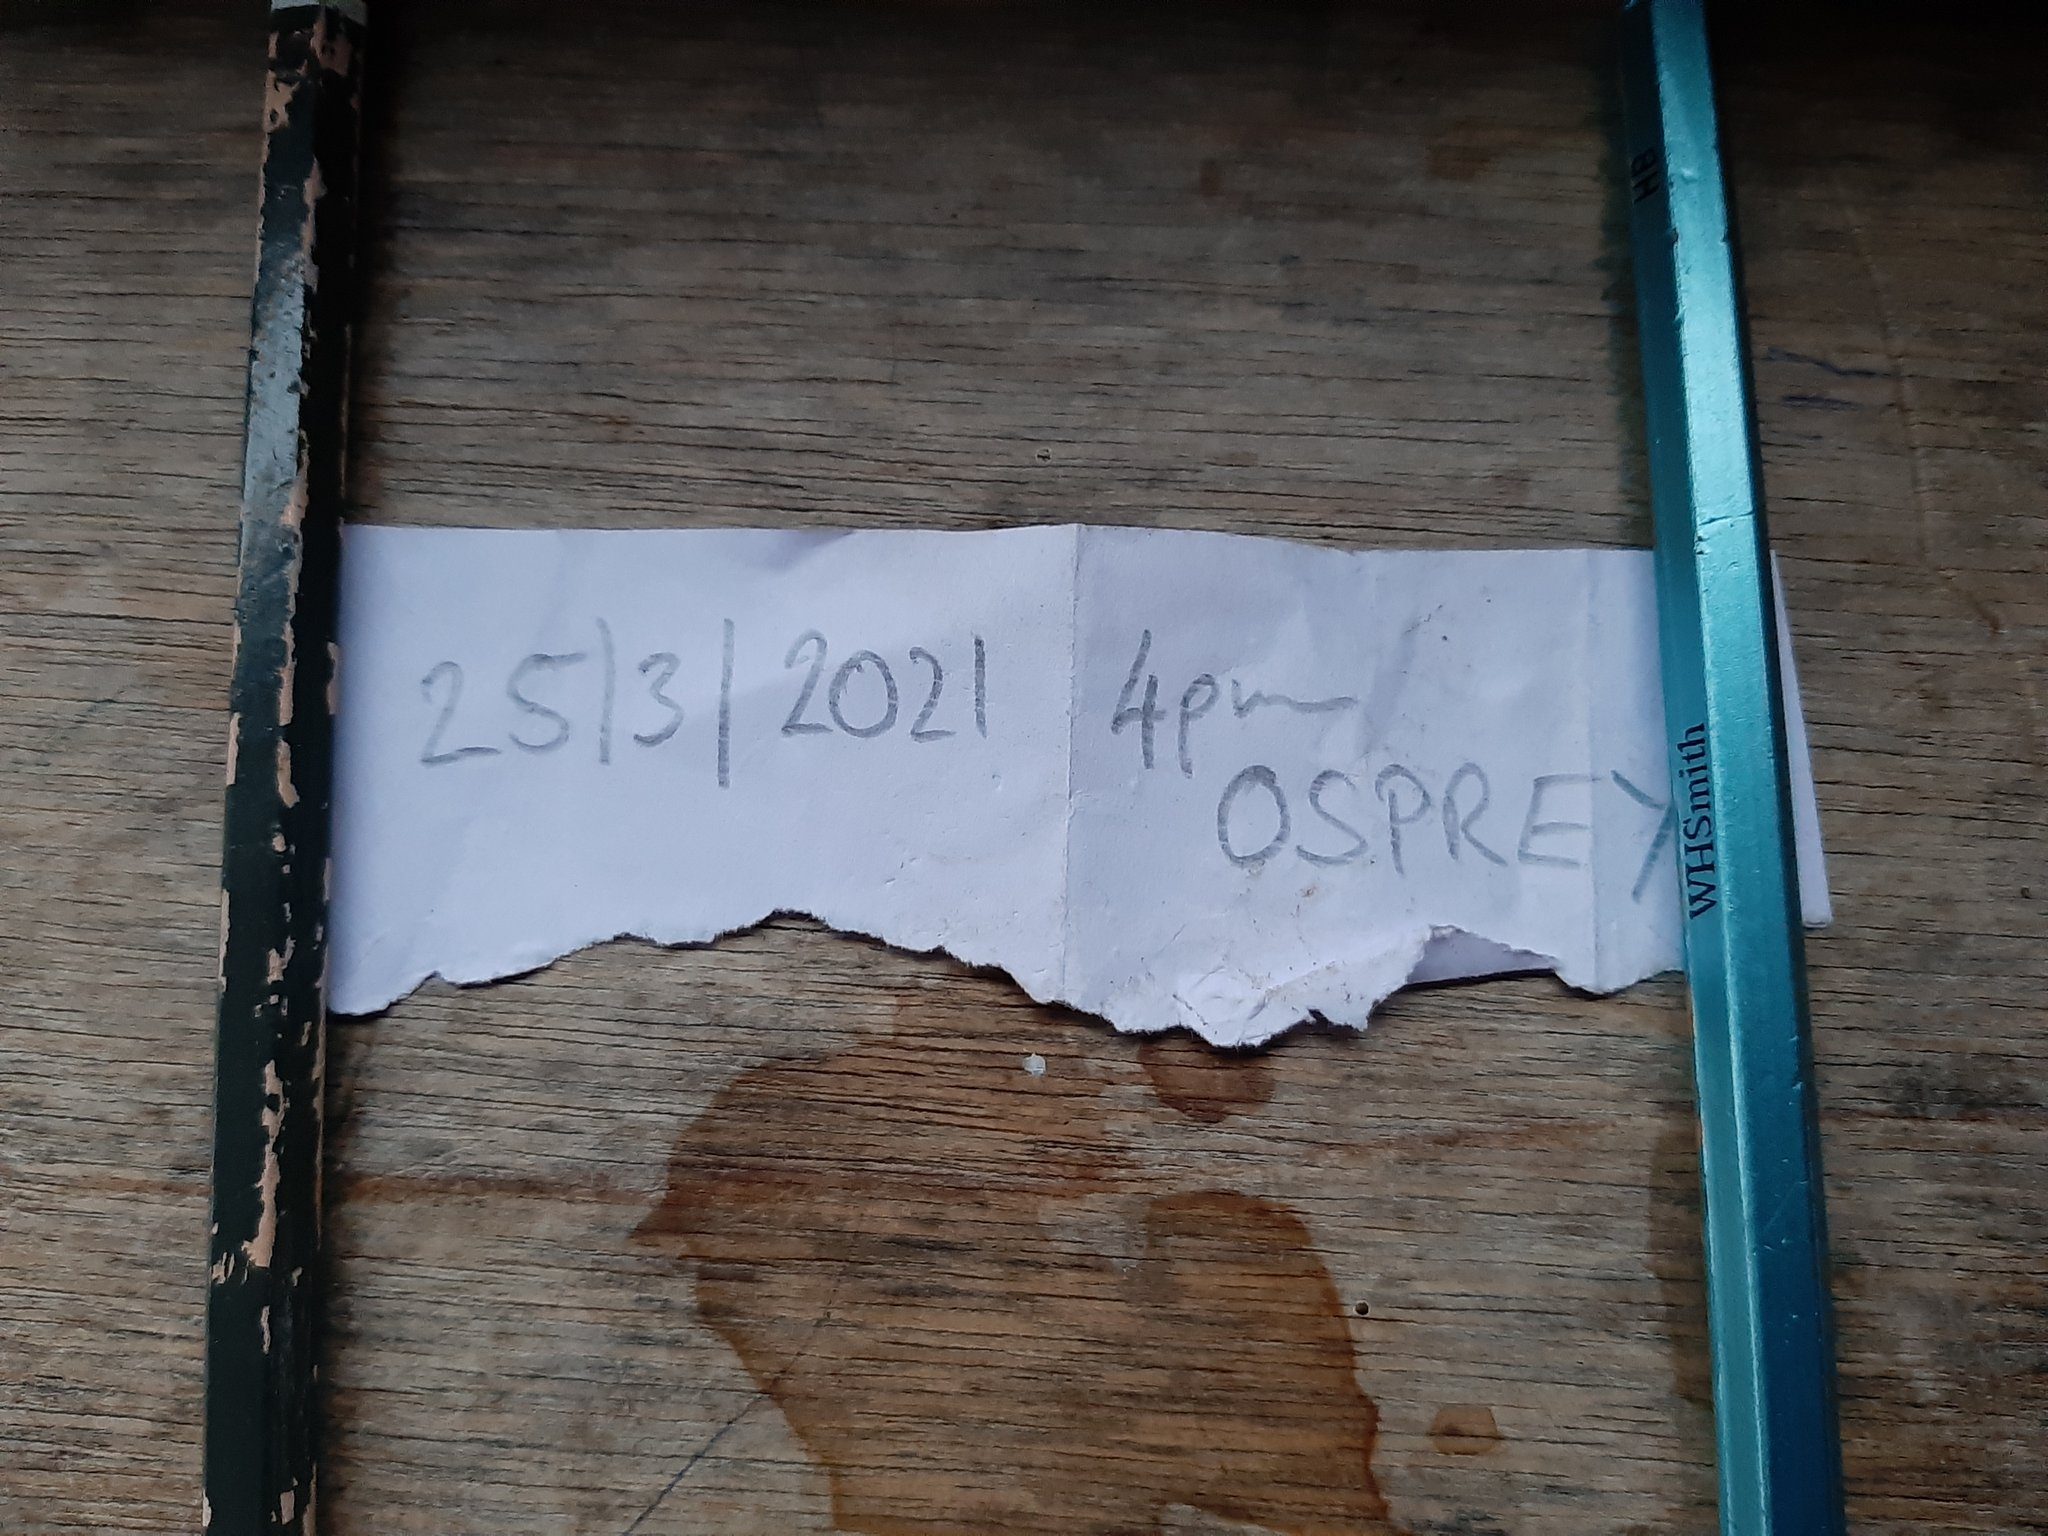 25/3/2021 4pm
OSPREY
WHSmith
HB